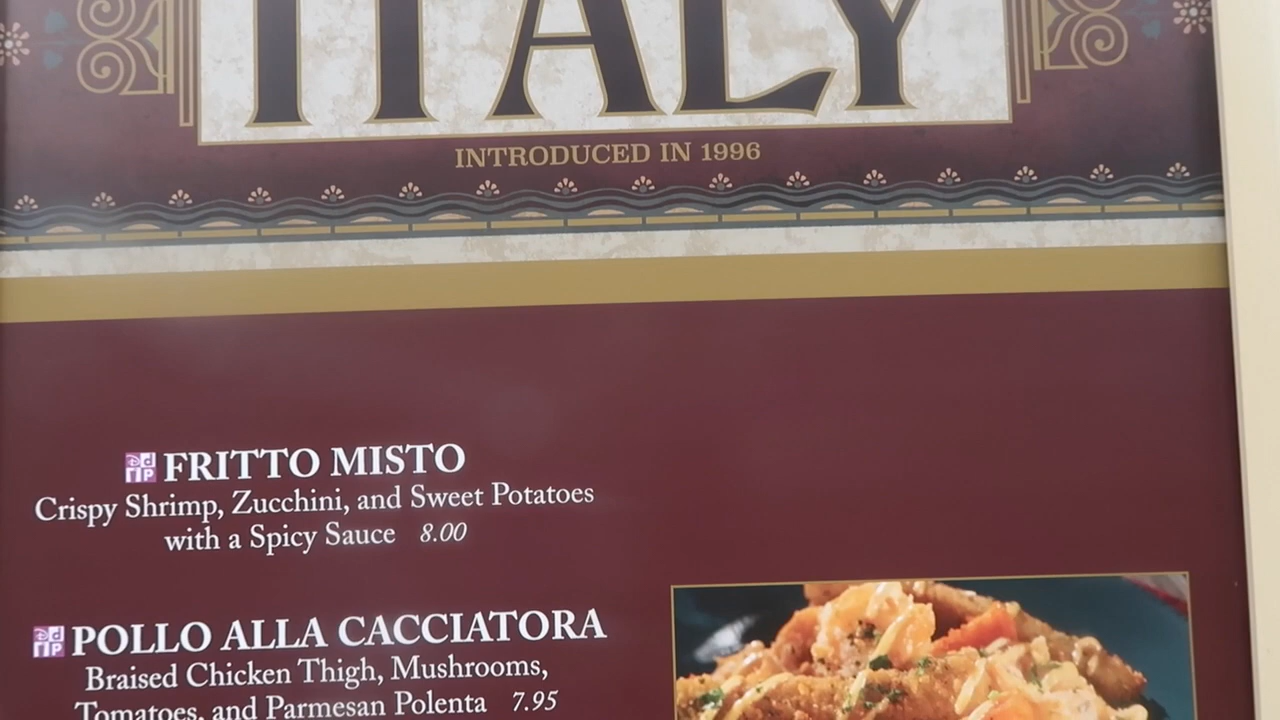 ITALY
INTRODUCED IN 1996
FRITTO MISTO
Crispy Shrimp, Zucchini, and Sweet Potatoes
with a Spicy Sauce 8.00
POLLO ALLA CACCIATORA
Braised Chicken Thigh, Mushrooms,
Tomatoes, and Parmesan Polenta 7.95